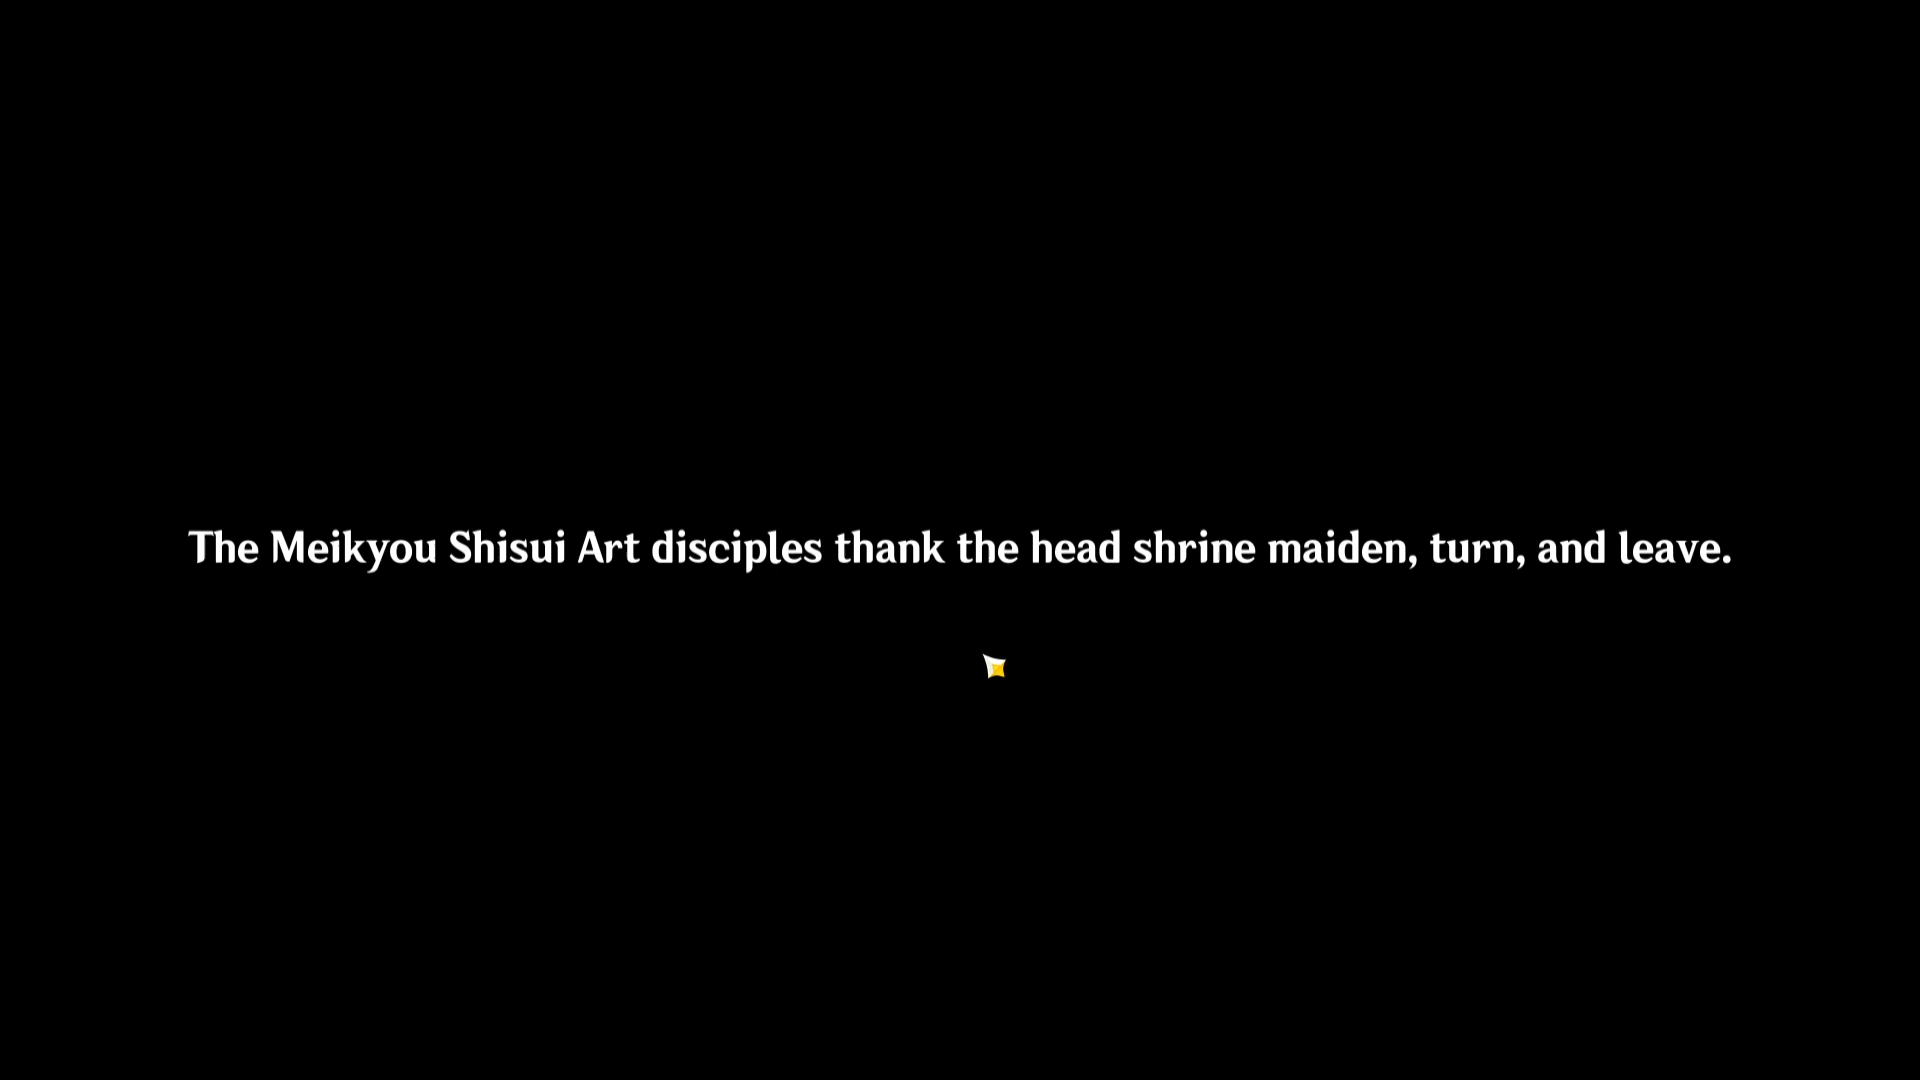 The Meikyou Shisui Art disciples thank the head shrine maiden, turn, and leave.